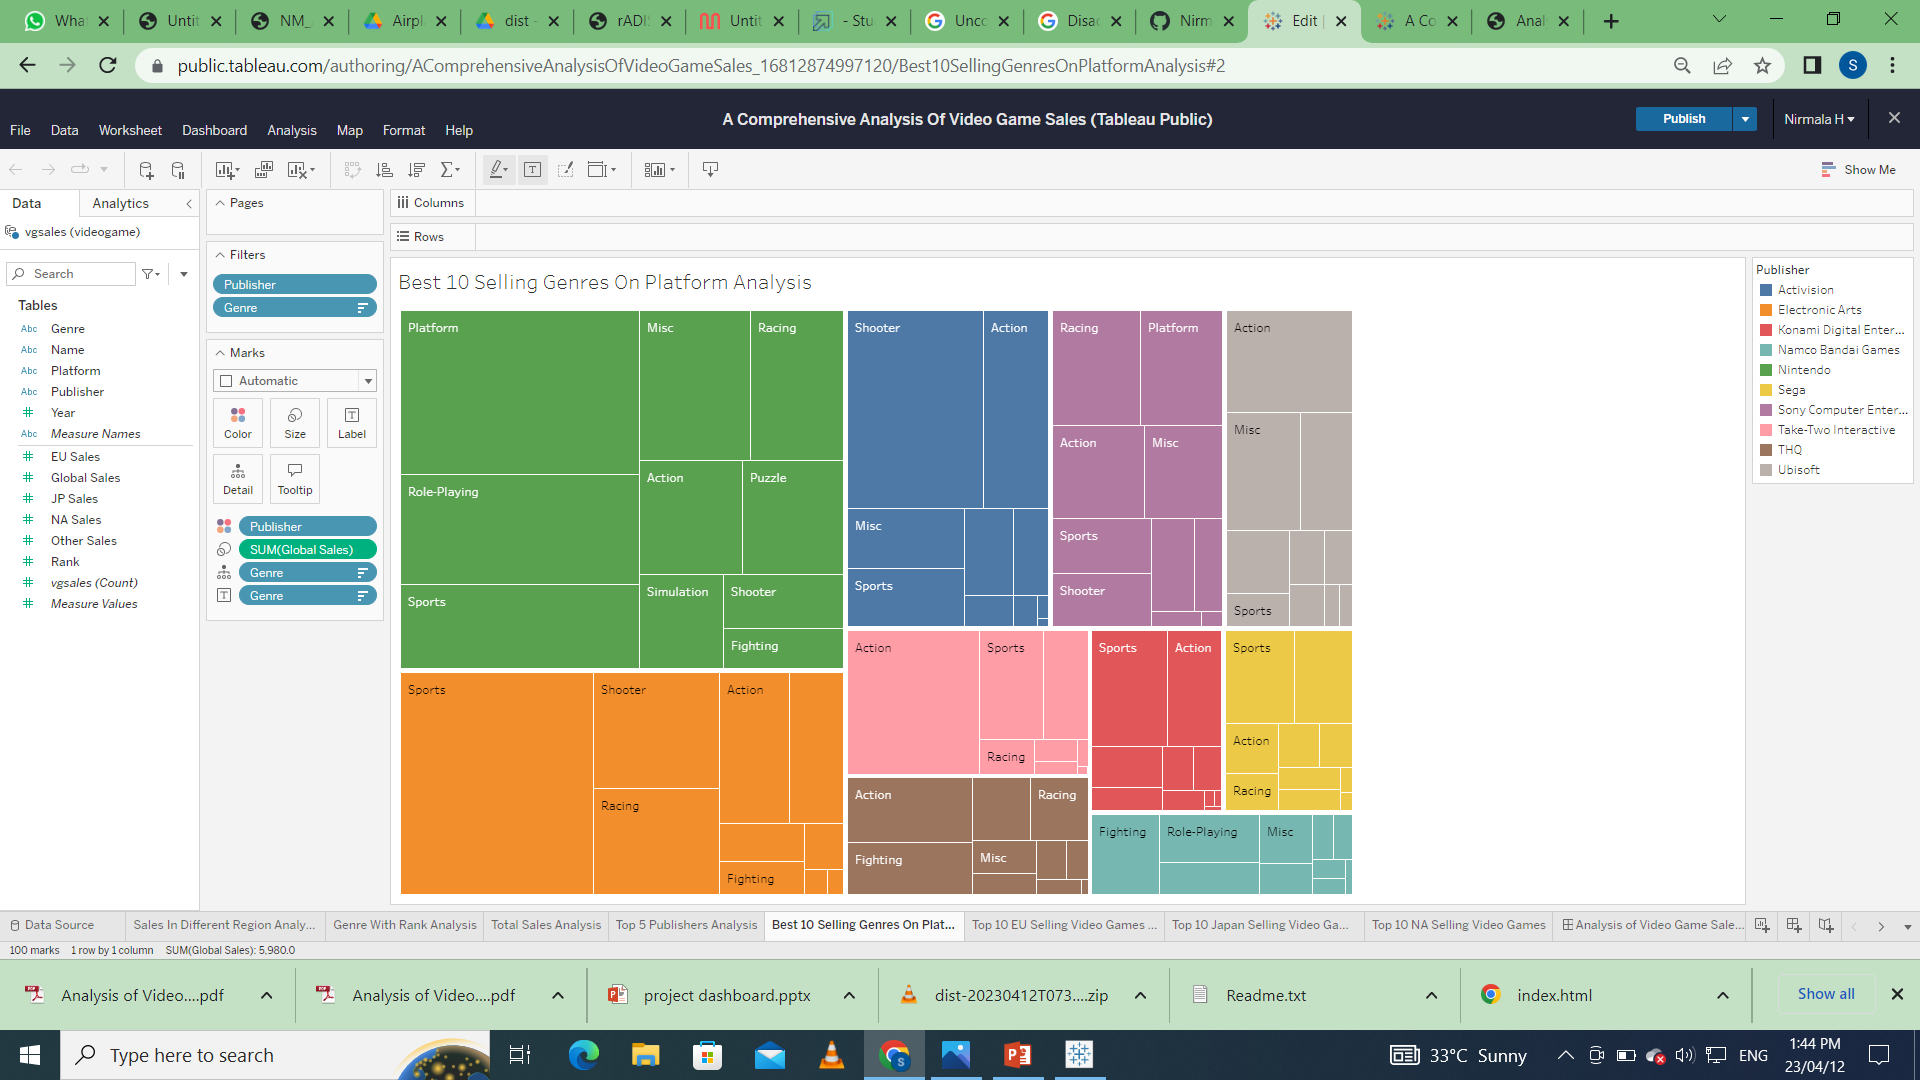 What
Untit
NM_
Airpl
dist -
rADI
Untit
- Stu
Unco
Disad
Nirm
Edit
A Co
Anal
public.tableau.com/authoring/AComprehensiveAnalysisOfVideoGameSales_16812874997120/Best10SellingGenresOnPlatformAnalysis#2
S
A Comprehensive Analysis Of Video Game Sales (Tableau Public)
Publish
Nirmala H
File Data Worksheet Dashboard Analysis Map Format Help
Show Me
Data Analytics
Pages
Columns
vgsales (videogame)
Rows
Filters
Search
Publisher
Genre
Tables
Abc Genre
Abc Name
Abc Platform
Abc Publisher
Year
Abc Measure Names
EU Sales
Global Sales
JP Sales
NA Sales
Other Sales
Rank
vgsales (Count)
Measure Values
Marks
Automatic
Color Size Label
Detail Tooltip
Publisher
SUM(Global Sales)
Genre
Genre
Best 10 Selling Genres On Platform Analysis
Platform
Misc
Racing
Role-Playing
Action
Puzzle
Sports
Simulation
Shooter
Fighting
Shooter
Action
Misc
Sports
Racing
Platform
Action
Misc
Sports
Shooter
Action
Misc
Sports
Sports
Shooter
Action
Racing
Fighting
Action
Sports
Racing
Action
Racing
Fighting
Misc
Sports
Action
Sports
Action
Racing
Fighting
Role-Playing
Misc
Publisher
Activision
Electronic Arts
Konami Digital Enter...
Namco Bandai Games
Nintendo
Sega
Sony Computer Enter...
Take-Two Interactive
THQ
Ubisoft
Data Source
Sales In Different Region Analy...
Genre With Rank Analysis
Total Sales Analysis
Top 5 Publishers Analysis
Best 10 Selling Genres On Plat...
Top 10 EU Selling Video Games ...
Top 10 Japan Selling Video Ga...
Top 10 NA Selling Video Games
Analysis of Video Game Sale...
100 marks 1 row by 1 column SUM(Global Sales): 5,980.0
Analysis of Video....pdf
Analysis of Video....pdf
project dashboard.pptx
dist-20230412T073....zip
Readme.txt
index.html
Show all
Type here to search
33°C Sunny
ENG
1:44 PM
23/04/12